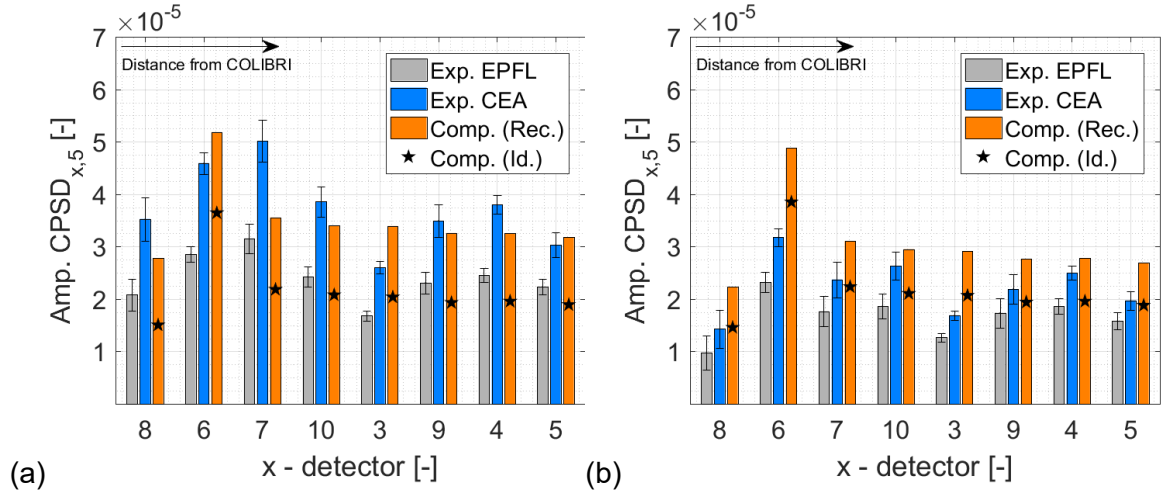 ×10⁻⁵
7
6
5
4
3
2
1
Amp. CPSDₓ,₅ [-]
Distance from COLIBRI
Exp. EPFL
Exp. CEA
Comp. (Rec.)
Comp. (Id.)
8 6 7 10 3 9 4 5
x - detector [-]
(a)
×10⁻⁵
7
6
5
4
3
2
1
Amp. CPSDₓ,₅ [-]
Distance from COLIBRI
Exp. EPFL
Exp. CEA
Comp. (Rec.)
Comp. (Id.)
8 6 7 10 3 9 4 5
x - detector [-]
(b)